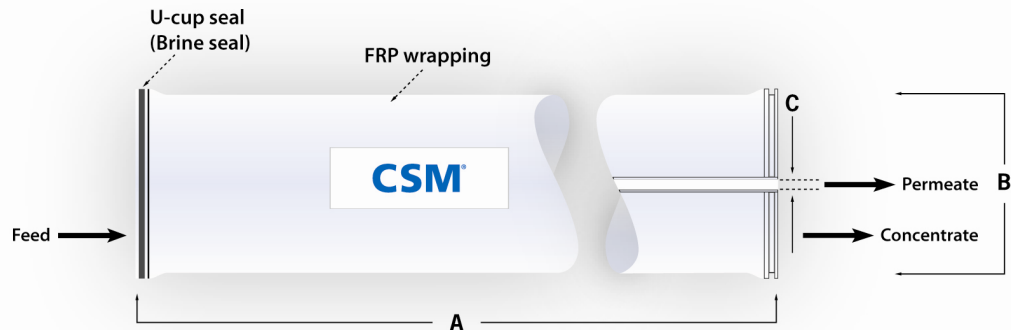 U-cup seal
(Brine seal)
FRP wrapping
C
CSM®
Permeate
B
Feed
Concentrate
A